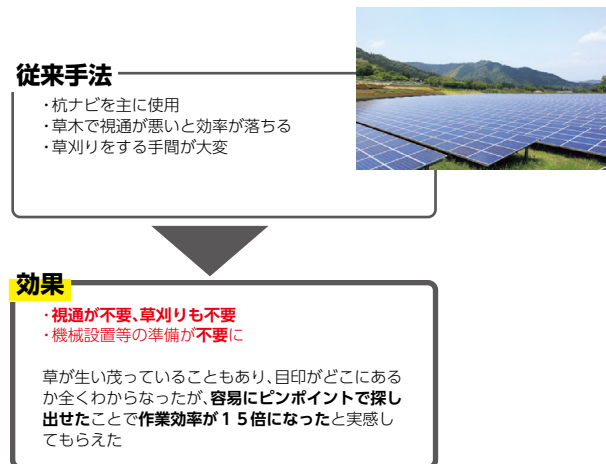 従来手法
・杭ナビを主に使用
・草木で視通が悪いと効率が落ちる
・草刈りをする手間が大変
効果
・視通が不要、草刈りも不要
・機械設置等の準備が不要に
草が生い茂っていることもあり、目印がどこにある
か全くわからなったが、容易にピンポイントで探し
出せたことで作業効率が１５倍になったと実感し
てもらえた